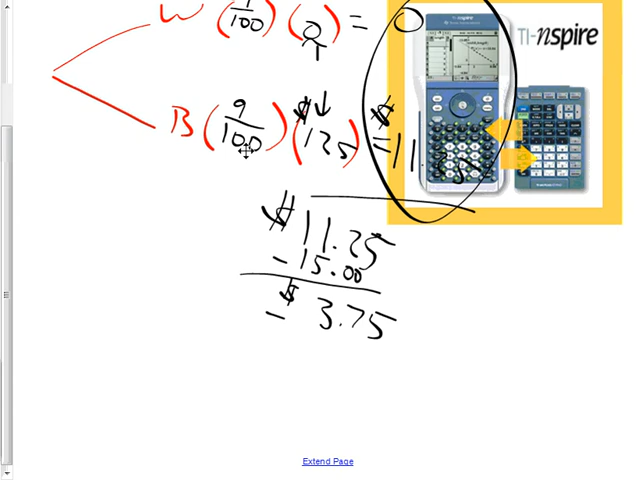 W ( /100) (0) = 0
1
TI-nspire
B (9/100) ($125) = $11.25
$11.25
-15.00
-$3.75
Extend Page